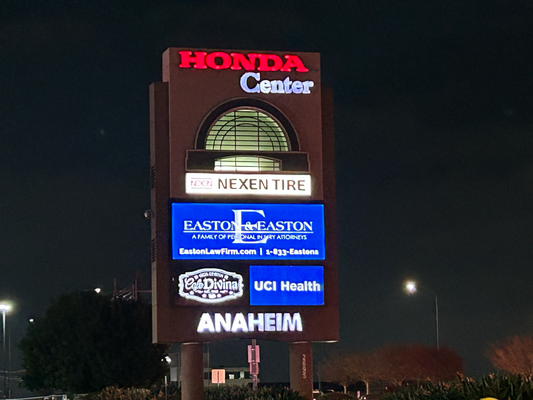 HONDA
Center
NEXEN NEXEN TIRE
EASTON & EASTON
A FAMILY OF PERSONAL INJURY ATTORNEYS
EastonLawFirm.com | 1-833-Eastons
Cafe Divina
UCI Health
ANAHEIM